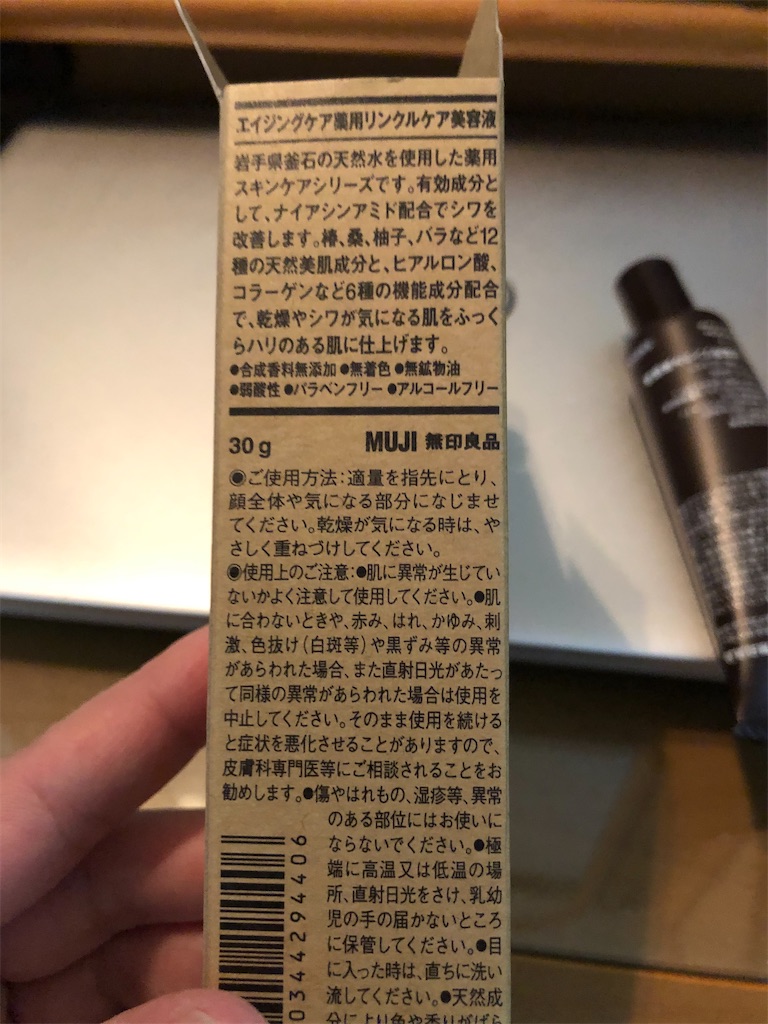 エイジングケア薬用リンクルケア美容液
岩手県釜石の天然水を使用した薬用
スキンケアシリーズです。有効成分と
して、ナイアシンアミド配合でシワを
改善します。椿、桑、柚子、バラなど12
種の天然美肌成分と、ヒアルロン酸、
コラーゲンなど6種の機能成分配合
で、乾燥やシワが気になる肌をふっく
らハリのある肌に仕上げます。
●合成香料無添加 ●無着色 ●無鉱物油
●弱酸性 ●パラベンフリー ●アルコールフリー
30g MUJI 無印良品
◉ご使用方法:適量を指先にとり、
顔全体や気になる部分になじませ
てください。乾燥が気になる時は、や
さしく重ねづけしてください。
◉使用上のご注意:●肌に異常が生じてい
ないかよく注意して使用してください。●肌
に合わないときや、赤み、はれ、かゆみ、刺
激、色抜け(白斑等)や黒ずみ等の異常
があらわれた場合、また直射日光があたっ
て同様の異常があらわれた場合は使用を
中止してください。そのまま使用を続ける
と症状を悪化させることがありますので、
皮膚科専門医等にご相談されることをお
勧めします。●傷やはれもの、湿疹等、異常
のある部位にはお使いに
ならないでください。●極
端に高温又は低温の場
所、直射日光をさけ、乳幼
児の手の届かないところ
に保管してください。●目
に入った時は、直ちに洗い
流してください。●天然成
分により色や香りがばら
0344294406